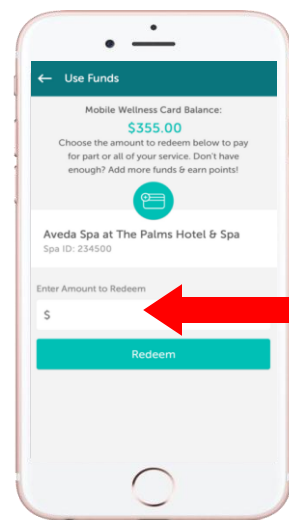 ← Use Funds
Mobile Wellness Card Balance:
$355.00
Choose the amount to redeem below to pay
for part or all of your service. Don't have
enough? Add more funds & earn points!
Aveda Spa at The Palms Hotel & Spa
Spa ID: 234500
Enter Amount to Redeem
$
Redeem